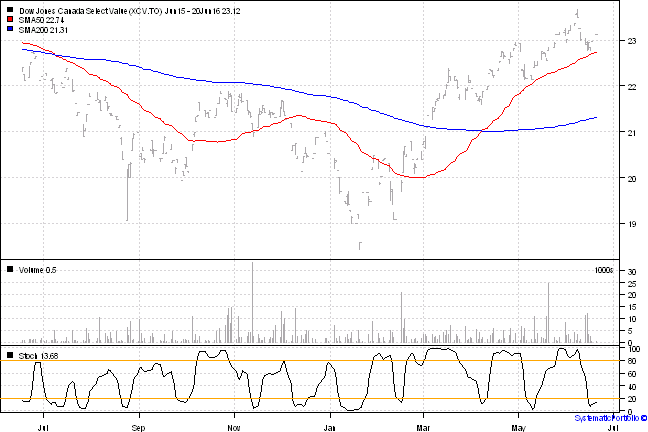 Dow Jones Canada Select Value (XCV.TO) Jun 15 - 20Jun16 23.12
SMA50 22.74
SMA200 21.31
23
22
21
20
19
Volume 0.5
1000s
30
25
20
15
10
5
0
Stoch 13.68
100
80
60
40
20
0
Jul Sep Nov Jan Mar May Jul
SystematicPortfolio ©